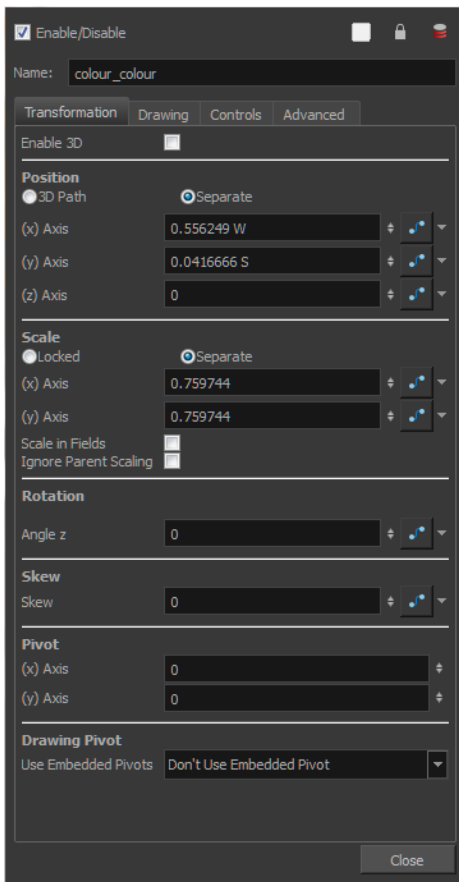 Enable/Disable
Name: colour_colour
Transformation Drawing Controls Advanced
Enable 3D
Position
3D Path Separate
(x) Axis 0.556249 W
(y) Axis 0.0416666 S
(z) Axis 0
Scale
Locked Separate
(x) Axis 0.759744
(y) Axis 0.759744
Scale in Fields
Ignore Parent Scaling
Rotation
Angle z 0
Skew
Skew 0
Pivot
(x) Axis 0
(y) Axis 0
Drawing Pivot
Use Embedded Pivots Don't Use Embedded Pivot
Close